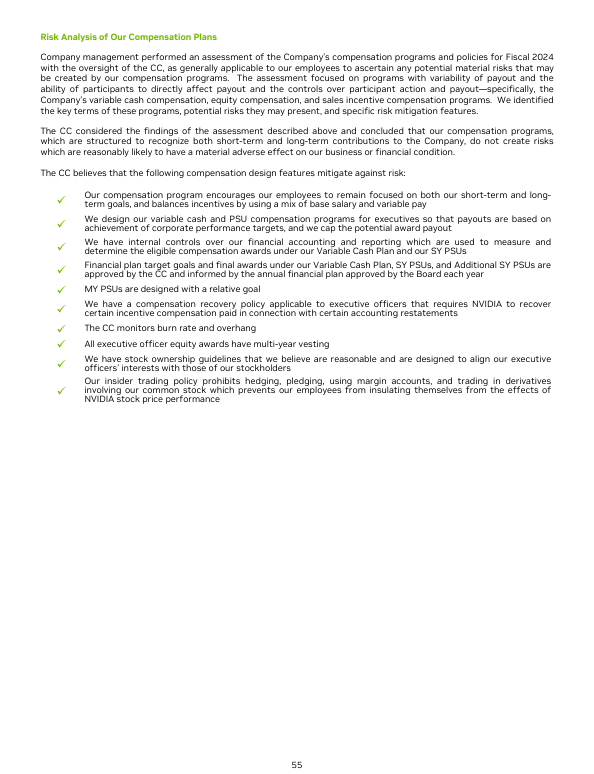 Risk Analysis of Our Compensation Plans
Company management performed an assessment of the Company's compensation programs and policies for Fiscal 2024
with the oversight of the CC, as generally applicable to our employees to ascertain any potential material risks that may
be created by our compensation programs. The assessment focused on programs with variability of payout and the
ability of participants to directly affect payout and the controls over participant action and payout—specifically, the
Company's variable cash compensation, equity compensation, and sales incentive compensation programs. We identified
the key terms of these programs, potential risks they may present, and specific risk mitigation features.
The CC considered the findings of the assessment described above and concluded that our compensation programs,
which are structured to recognize both short-term and long-term contributions to the Company, do not create risks
which are reasonably likely to have a material adverse effect on our business or financial condition.
The CC believes that the following compensation design features mitigate against risk:
✓ Our compensation program encourages our employees to remain focused on both our short-term and long-
term goals, and balances incentives by using a mix of base salary and variable pay
✓ We design our variable cash and PSU compensation programs for executives so that payouts are based on
achievement of corporate performance targets, and we cap the potential award payout
✓ We have internal controls over our financial accounting and reporting which are used to measure and
determine the eligible compensation awards under our Variable Cash Plan and our SY PSUs
✓ Financial plan target goals and final awards under our Variable Cash Plan, SY PSUs, and Additional SY PSUs are
approved by the CC and informed by the annual financial plan approved by the Board each year
✓ MY PSUs are designed with a relative goal
✓ We have a compensation recovery policy applicable to executive officers that requires NVIDIA to recover
certain incentive compensation paid in connection with certain accounting restatements
✓ The CC monitors burn rate and overhang
✓ All executive officer equity awards have multi-year vesting
✓ We have stock ownership guidelines that we believe are reasonable and are designed to align our executive
officers' interests with those of our stockholders
✓ Our insider trading policy prohibits hedging, pledging, using margin accounts, and trading in derivatives
involving our common stock which prevents our employees from insulating themselves from the effects of
NVIDIA stock price performance
55